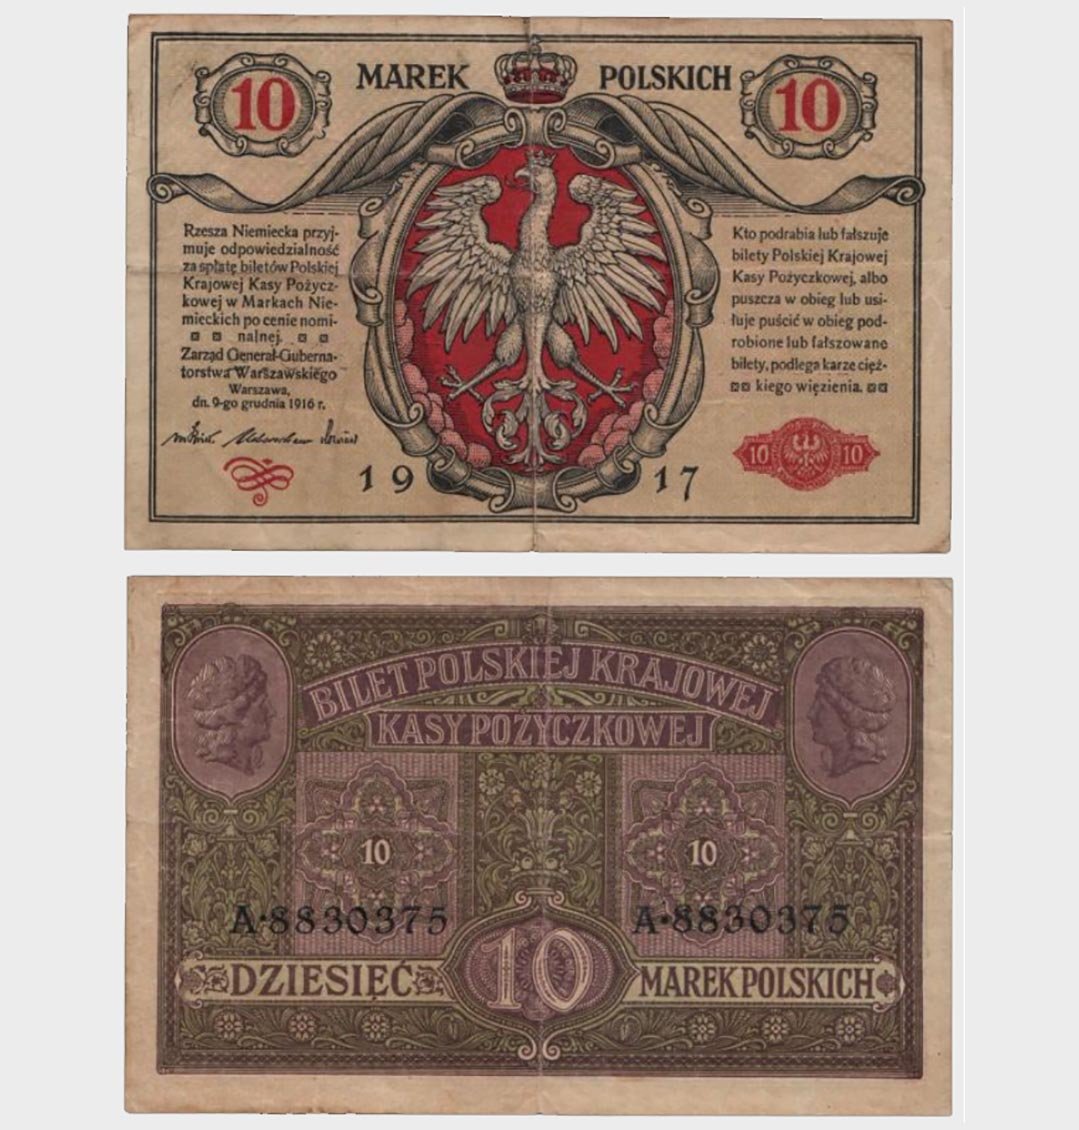 10 MAREK POLSKICH 10
Rzesza Niemiecka przyj-
muje odpowiedzialność
za spłatę biletów Polskiej
Krajowej Kasy Pożycz-
kowej w Markach Nie-
mieckich po cenie nomi-
nalnej.
Zarząd Generał-Guberna-
torstwa Warszawskiego
Warszawa,
dn. 9-go grudnia 1916 r.
Kto podrabia lub fałszuje
bilety Polskiej Krajowej
Kasy Pożyczkowej, albo
puszcza w obieg lub usi-
łuje puścić w obieg pod-
robione lub fałszowane
bilety, podlega karze cięż-
kiego więzienia.
10 10
1917
BILET POLSKIEJ KRAJOWEJ
KASY POŻYCZKOWEJ
10 10
A·8830375 A·8830375
DZIESIĘĆ 10 MAREK POLSKICH